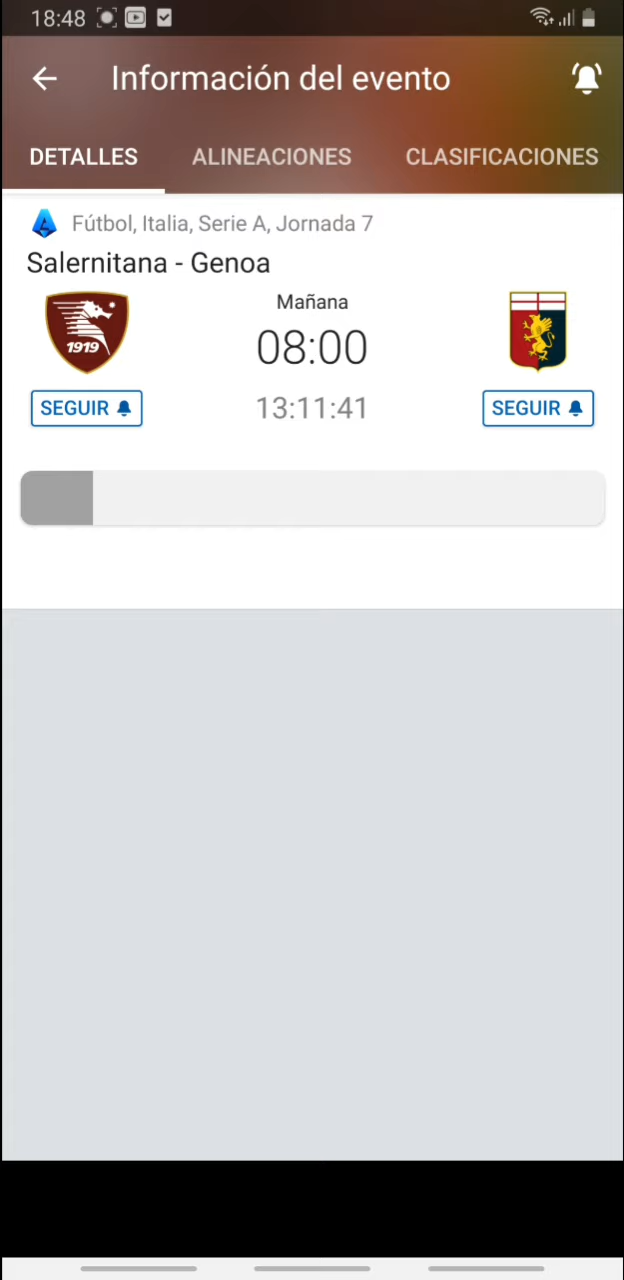 18:48
Información del evento
DETALLES ALINEACIONES CLASIFICACIONES
Fútbol, Italia, Serie A, Jornada 7
Salernitana - Genoa
Mañana
1919
08:00
SEGUIR 13:11:41 SEGUIR